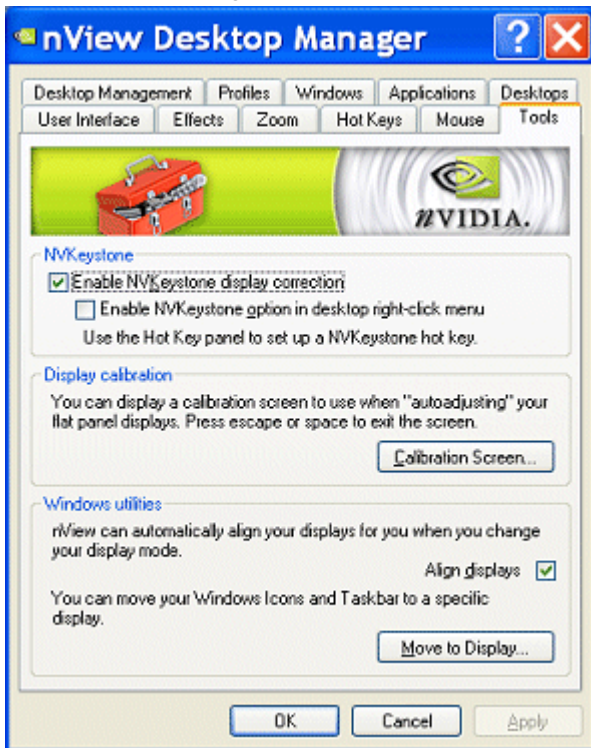 nView Desktop Manager
Desktop Management Profiles Windows Applications Desktops
User Interface Effects Zoom Hot Keys Mouse Tools
nVIDIA.
NVKeystone
Enable NVKeystone display correction
Enable NVKeystone option in desktop right-click menu
Use the Hot Key panel to set up a NVKeystone hot key.
Display calibration
You can display a calibration screen to use when "autoadjusting" your
flat panel displays. Press escape or space to exit the screen.
Calibration Screen...
Windows utilities
nView can automatically align your displays for you when you change
your display mode.
Align displays
You can move your Windows Icons and Taskbar to a specific
display.
Move to Display...
OK Cancel Apply